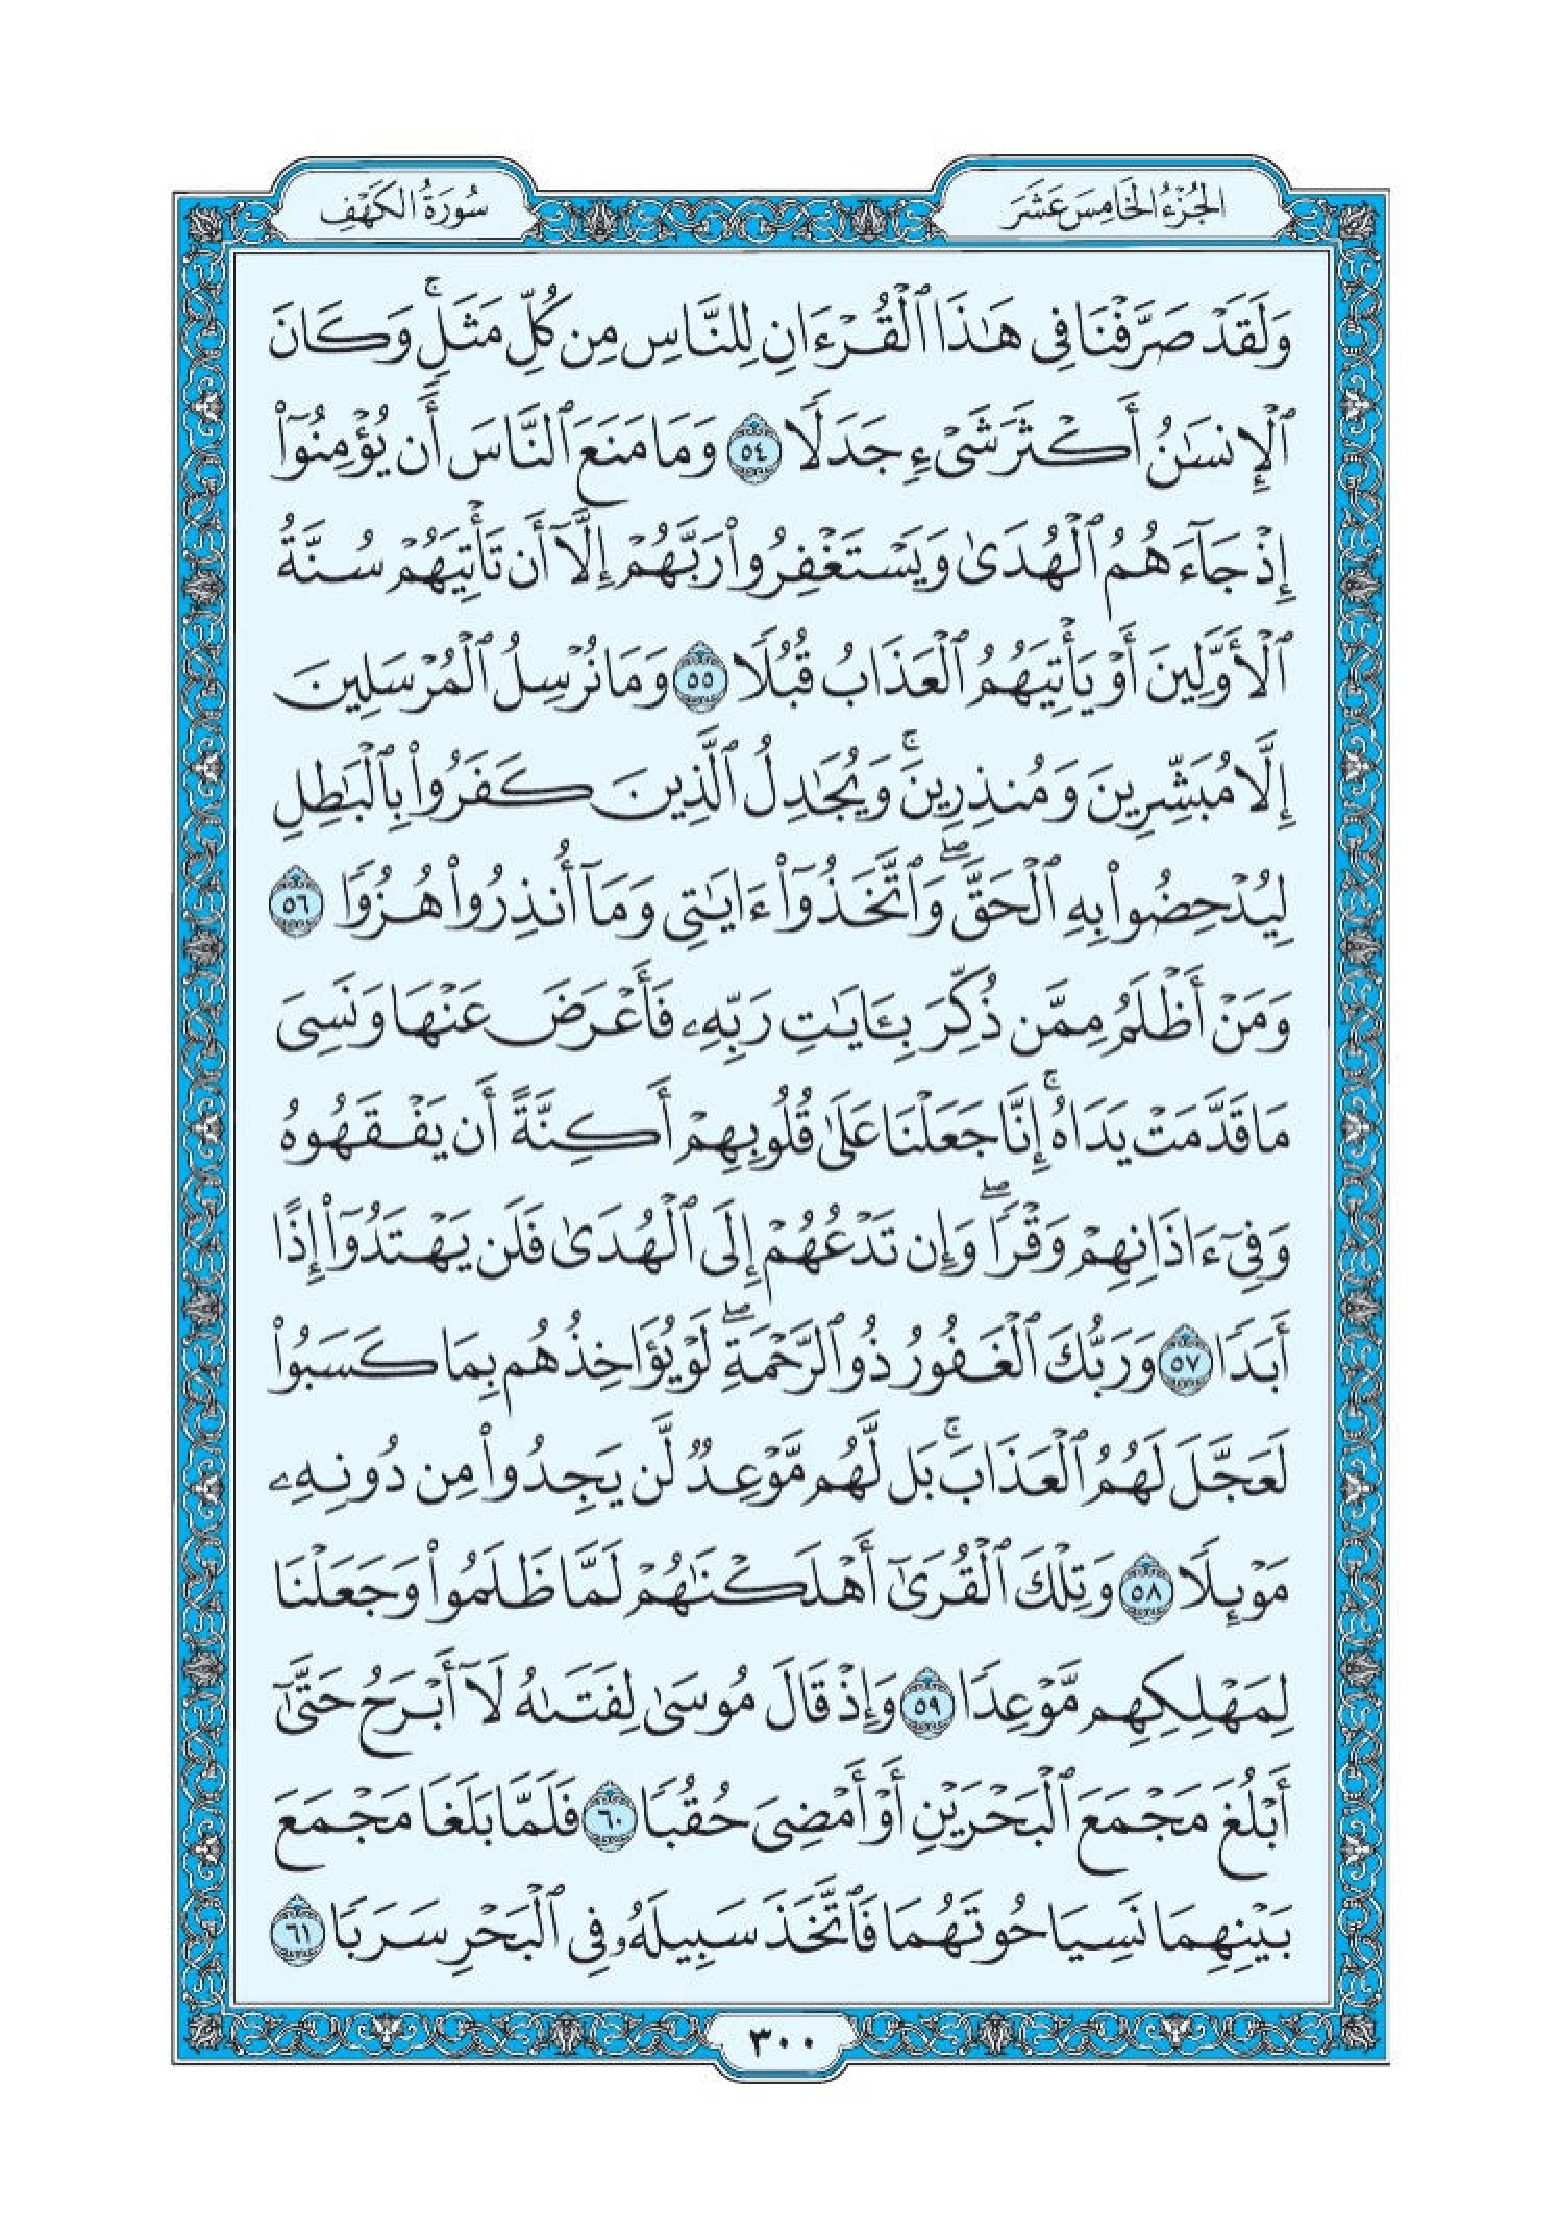 الجُزْءُ الخَامِسَ عَشَرَ
سُورَةُ الكَهْفِ
وَلَقَدْ صَرَّفْنَا فِى هَٰذَا ٱلْقُرْءَانِ لِلنَّاسِ مِن كُلِّ مَثَلٍۚ وَكَانَ
ٱلْإِنسَٰنُ أَكْثَرَ شَىْءٍ جَدَلًا ٥٤ وَمَا مَنَعَ ٱلنَّاسَ أَن يُؤْمِنُوٓا۟
إِذْ جَآءَهُمُ ٱلْهُدَىٰ وَيَسْتَغْفِرُوا۟ رَبَّهُمْ إِلَّآ أَن تَأْتِيَهُمْ سُنَّةُ
ٱلْأَوَّلِينَ أَوْ يَأْتِيَهُمُ ٱلْعَذَابُ قُبُلًا ٥٥ وَمَا نُرْسِلُ ٱلْمُرْسَلِينَ
إِلَّا مُبَشِّرِينَ وَمُنذِرِينَۚ وَيُجَٰدِلُ ٱلَّذِينَ كَفَرُوا۟ بِٱلْبَٰطِلِ
لِيُدْحِضُوا۟ بِهِ ٱلْحَقَّۖ وَٱتَّخَذُوٓا۟ ءَايَٰتِى وَمَآ أُنذِرُوا۟ هُزُوًا ٥٦
وَمَنْ أَظْلَمُ مِمَّن ذُكِّرَ بِـَٔايَٰتِ رَبِّهِۦ فَأَعْرَضَ عَنْهَا وَنَسِىَ
مَا قَدَّمَتْ يَدَاهُۚ إِنَّا جَعَلْنَا عَلَىٰ قُلُوبِهِمْ أَكِنَّةً أَن يَفْقَهُوهُ
وَفِىٓ ءَاذَانِهِمْ وَقْرًاۖ وَإِن تَدْعُهُمْ إِلَى ٱلْهُدَىٰ فَلَن يَهْتَدُوٓا۟ إِذًا
أَبَدًا ٥٧ وَرَبُّكَ ٱلْغَفُورُ ذُو ٱلرَّحْمَةِۖ لَوْ يُؤَاخِذُهُم بِمَا كَسَبُوا۟
لَعَجَّلَ لَهُمُ ٱلْعَذَابَۚ بَل لَّهُم مَّوْعِدٌ لَّن يَجِدُوا۟ مِن دُونِهِۦ
مَوْئِلًا ٥٨ وَتِلْكَ ٱلْقُرَىٰٓ أَهْلَكْنَٰهُمْ لَمَّا ظَلَمُوا۟ وَجَعَلْنَا
لِمَهْلِكِهِم مَّوْعِدًا ٥٩ وَإِذْ قَالَ مُوسَىٰ لِفَتَىٰهُ لَآ أَبْرَحُ حَتَّىٰٓ
أَبْلُغَ مَجْمَعَ ٱلْبَحْرَيْنِ أَوْ أَمْضِىَ حُقُبًا ٦٠ فَلَمَّا بَلَغَا مَجْمَعَ
بَيْنِهِمَا نَسِيَا حُوتَهُمَا فَٱتَّخَذَ سَبِيلَهُۥ فِى ٱلْبَحْرِ سَرَبًا ٦١
٣٠٠